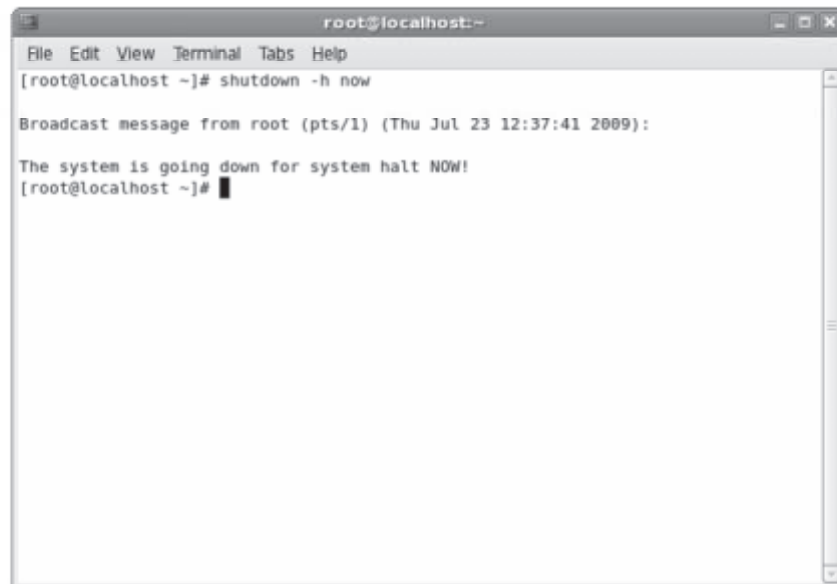 root@localhost:~
File Edit View Terminal Tabs Help
[root@localhost ~]# shutdown -h now
Broadcast message from root (pts/1) (Thu Jul 23 12:37:41 2009):
The system is going down for system halt NOW!
[root@localhost ~]#